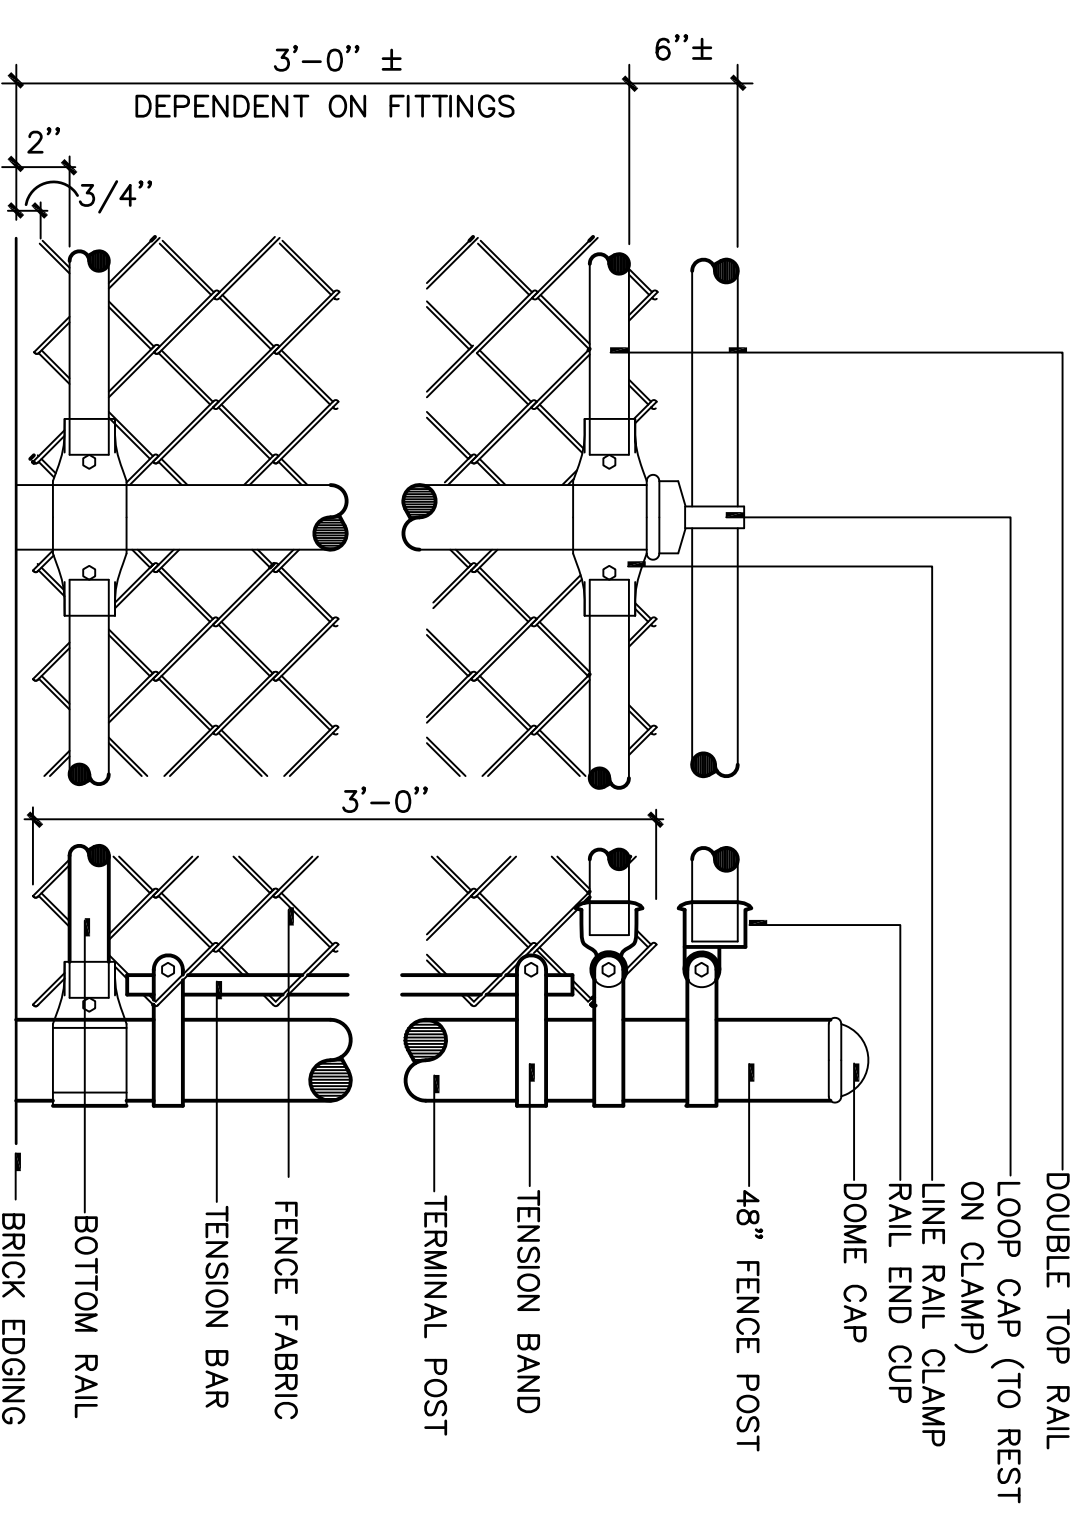 DOUBLE TOP RAIL
LOOP CAP (TO REST
ON CLAMP)
LINE RAIL CLAMP
RAIL END CUP
DOME CAP
48" FENCE POST
TENSION BAND
TERMINAL POST
FENCE FABRIC
TENSION BAR
BOTTOM RAIL
BRICK EDGING
6"±
3'-0" ±
DEPENDENT ON FITTINGS
2"
3/4"
3'-0"